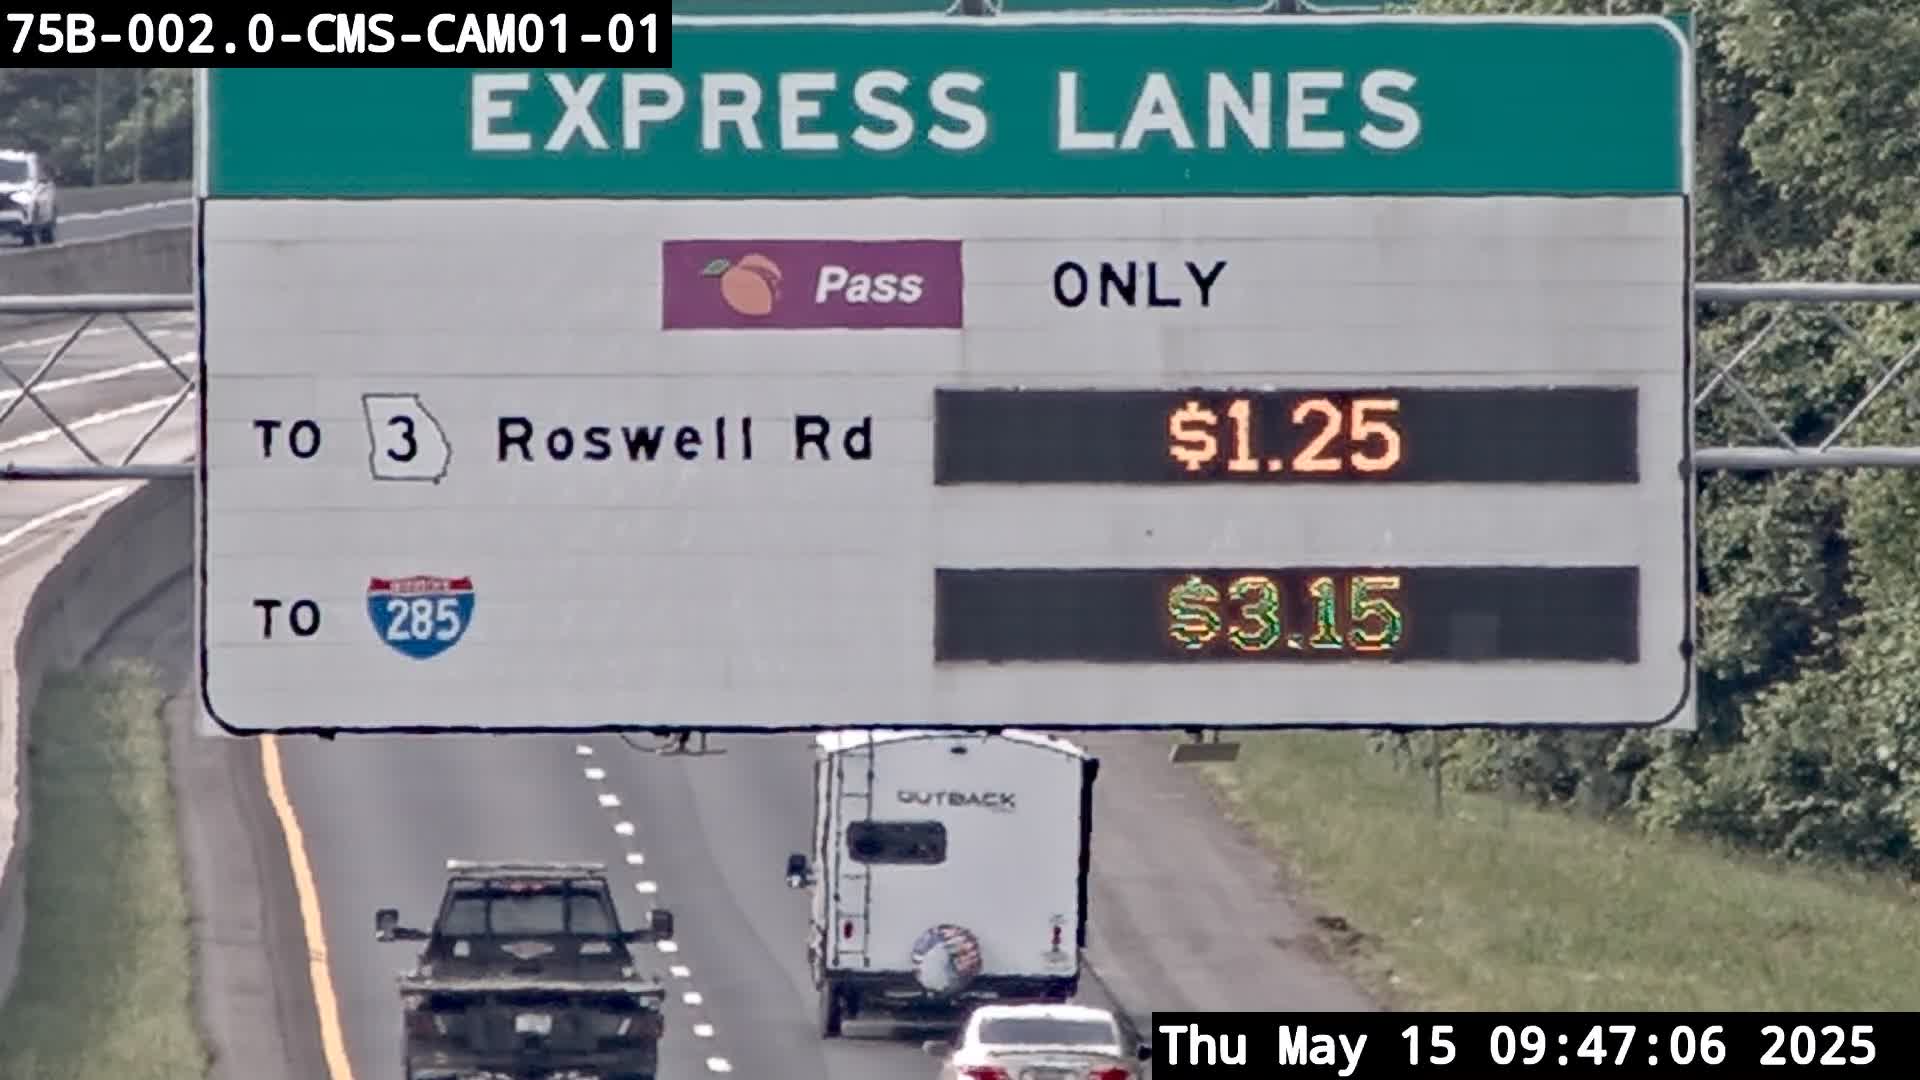 75B-002.0-CMS-CAM01-01
EXPRESS LANES
Pass ONLY
TO 3 Roswell Rd $1.25
TO 285 $3.15
OUTBACK
Thu May 15 09:47:06 2025